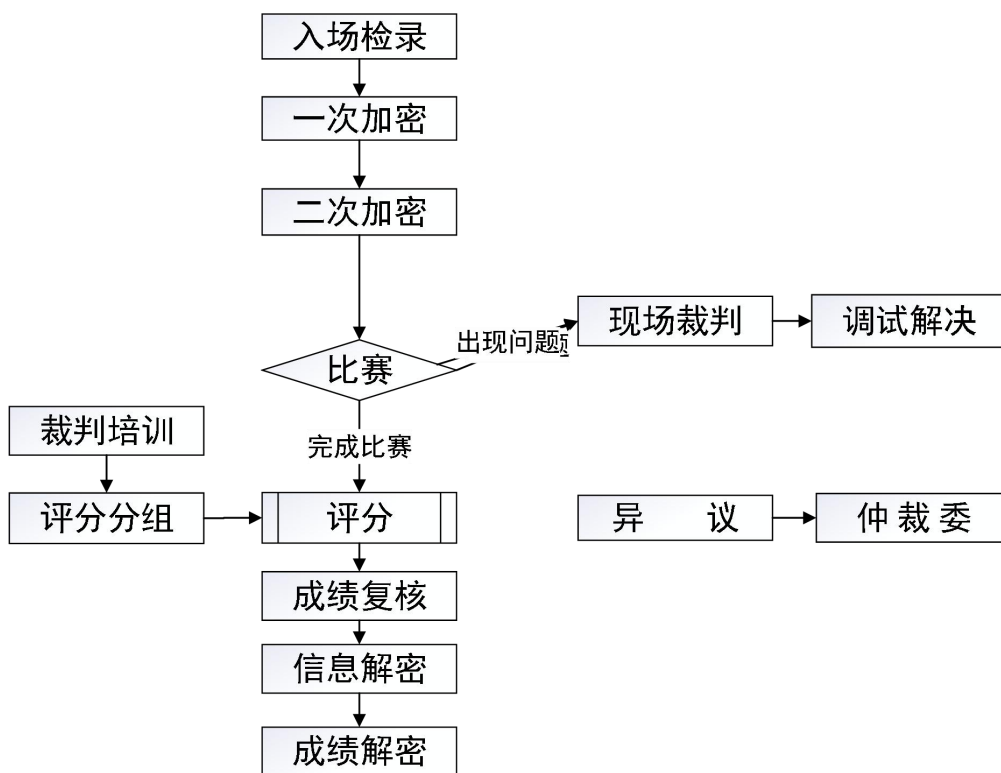 入场检录
一次加密
二次加密
现场裁判
调试解决
出现问题
比赛
裁判培训
完成比赛
评分分组
评分
异 议
仲裁委
成绩复核
信息解密
成绩解密